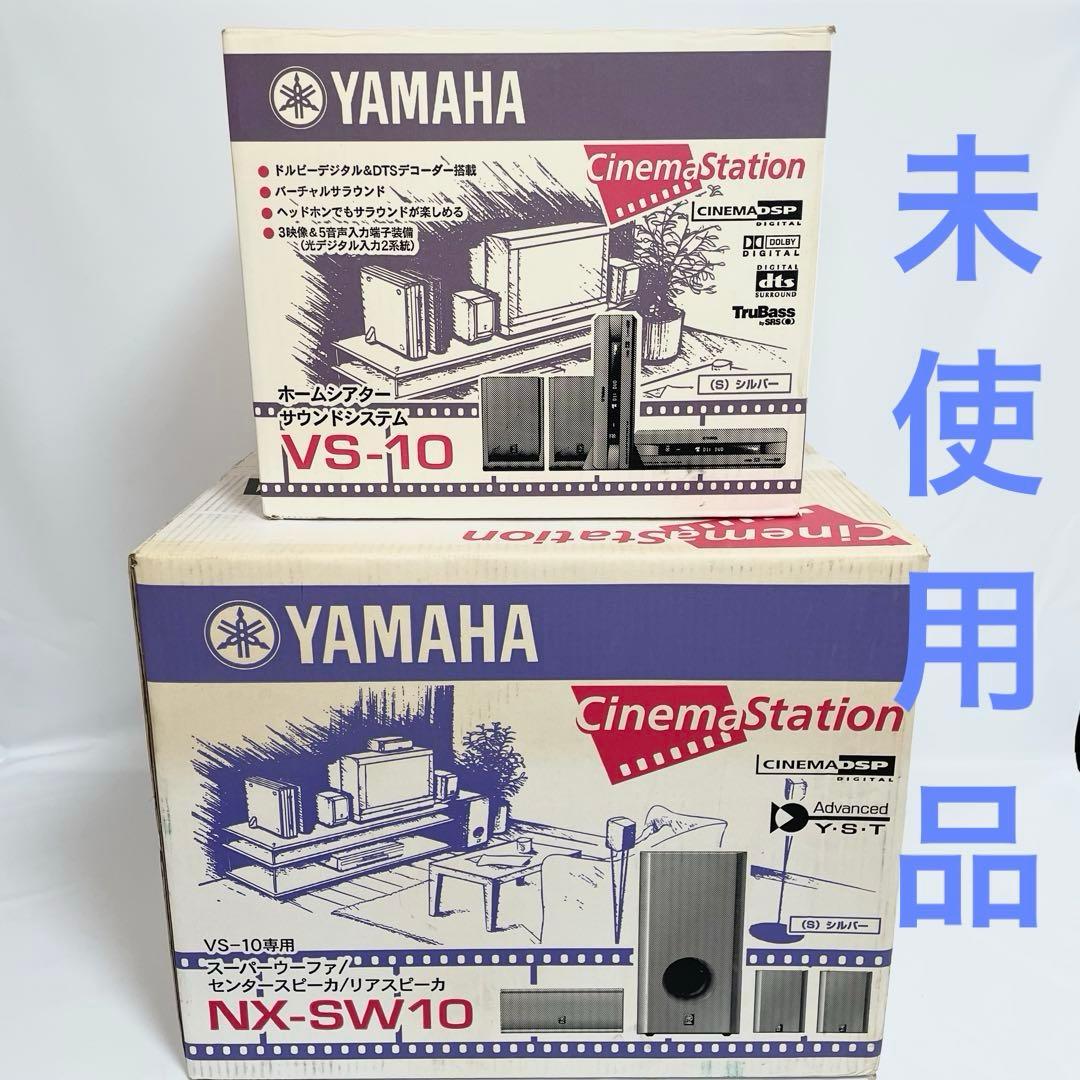 YAMAHA
CinemaStation
ドルビーデジタル&DTSデコーダー搭載
バーチャルサラウンド
ヘッドホンでもサラウンドが楽しめる
3映像&5音声入力端子装備
(光デジタル入力2系統)
CINEMA DSP
DIGITAL
DOLBY
DIGITAL
DIGITAL
dts
SURROUND
TruBass
by SRS
(S) シルバー
ホームシアター
サウンドシステム
VS-10
CinemaStation
YAMAHA
CinemaStation
CINEMA DSP
DIGITAL
Advanced
Y・S・T
(S) シルバー
VS-10専用
スーパーウーファ/
センタースピーカ/リアスピーカ
NX-SW10
未使用品